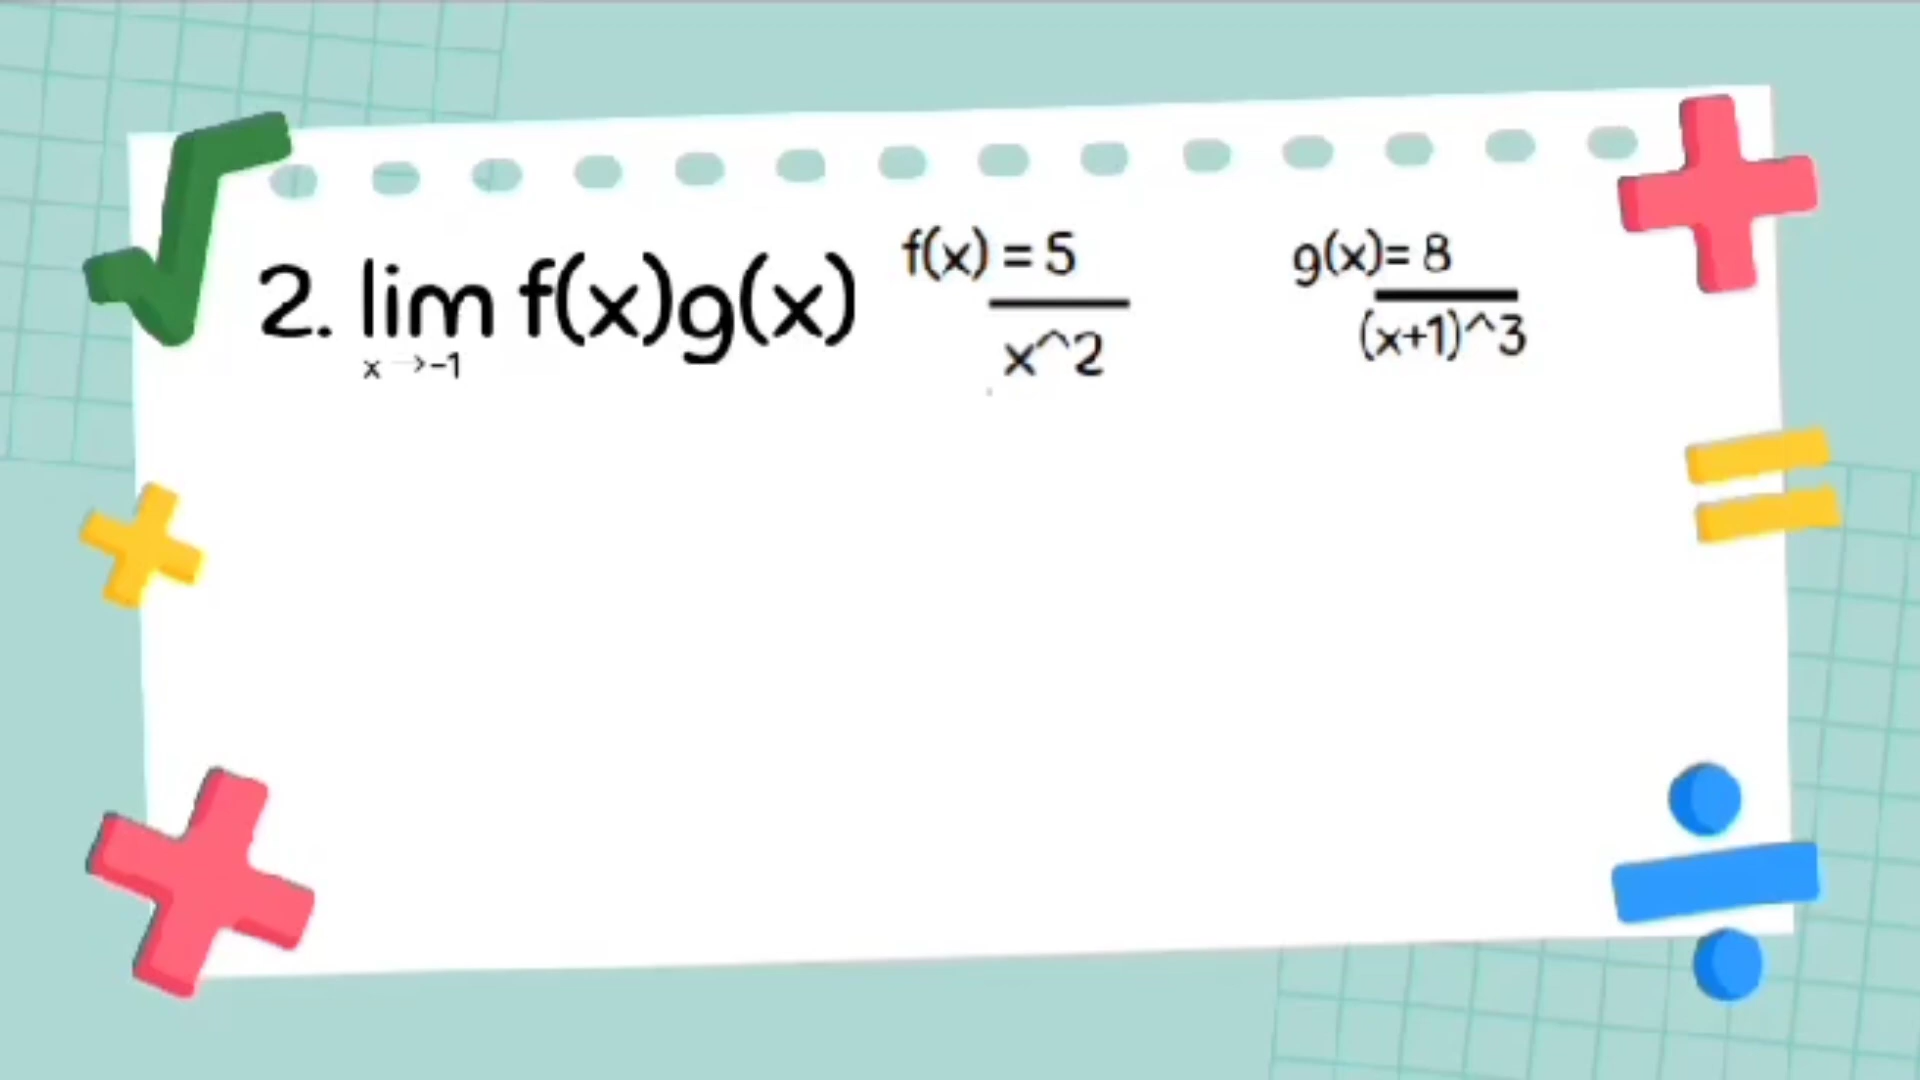 2. lim f(x)g(x)
x →-1
f(x) = 5
x^2
g(x)= 8
(x+1)^3